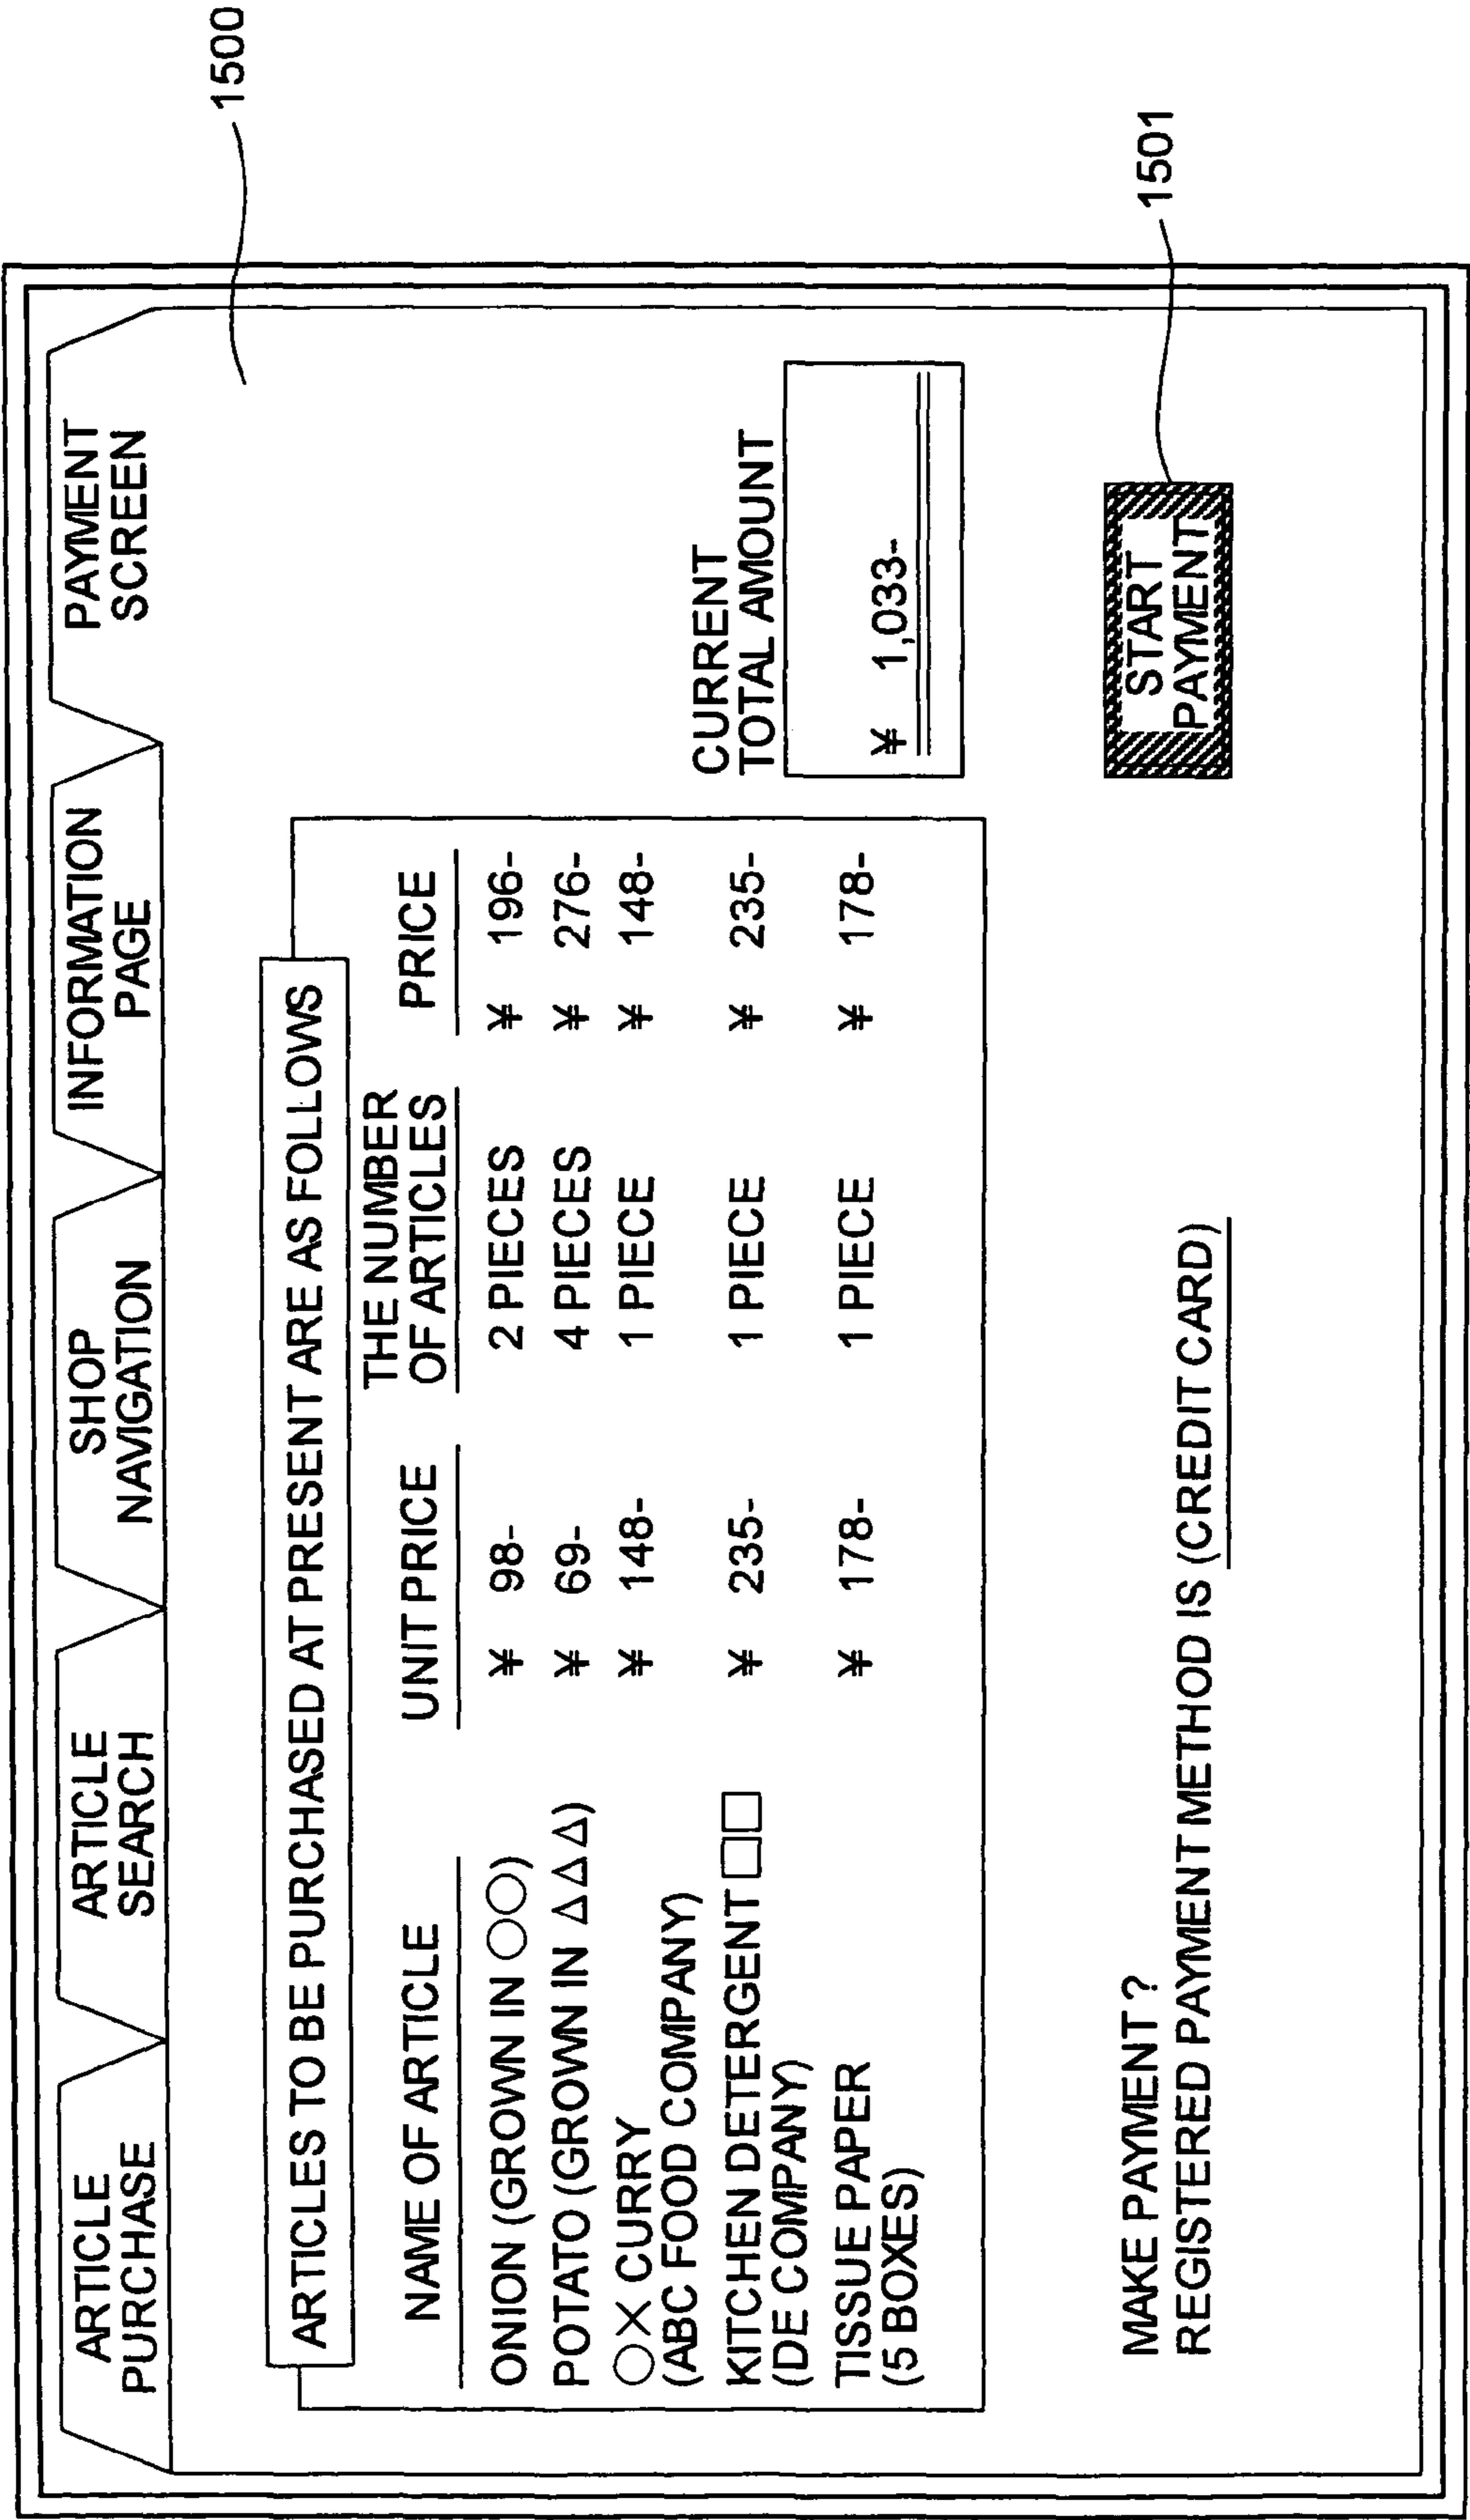 ARTICLE
PURCHASE
ARTICLE
SEARCH
SHOP
NAVIGATION
INFORMATION
PAGE
PAYMENT
SCREEN
1500
ARTICLES TO BE PURCHASED AT PRESENT ARE AS FOLLOWS
NAME OF ARTICLE UNIT PRICE THE NUMBER
OF ARTICLES PRICE
ONION (GROWN IN ○○) ¥ 98- 2 PIECES ¥ 196-
POTATO (GROWN IN △△△) ¥ 69- 4 PIECES ¥ 276-
○X CURRY ¥ 148- 1 PIECE ¥ 148-
(ABC FOOD COMPANY)
KITCHEN DETERGENT □□ ¥ 235- 1 PIECE ¥ 235-
(DE COMPANY)
TISSUE PAPER ¥ 178- 1 PIECE ¥ 178-
(5 BOXES)
CURRENT
TOTAL AMOUNT
¥ 1,033-
MAKE PAYMENT ?
REGISTERED PAYMENT METHOD IS (CREDIT CARD)
START
PAYMENT
1501